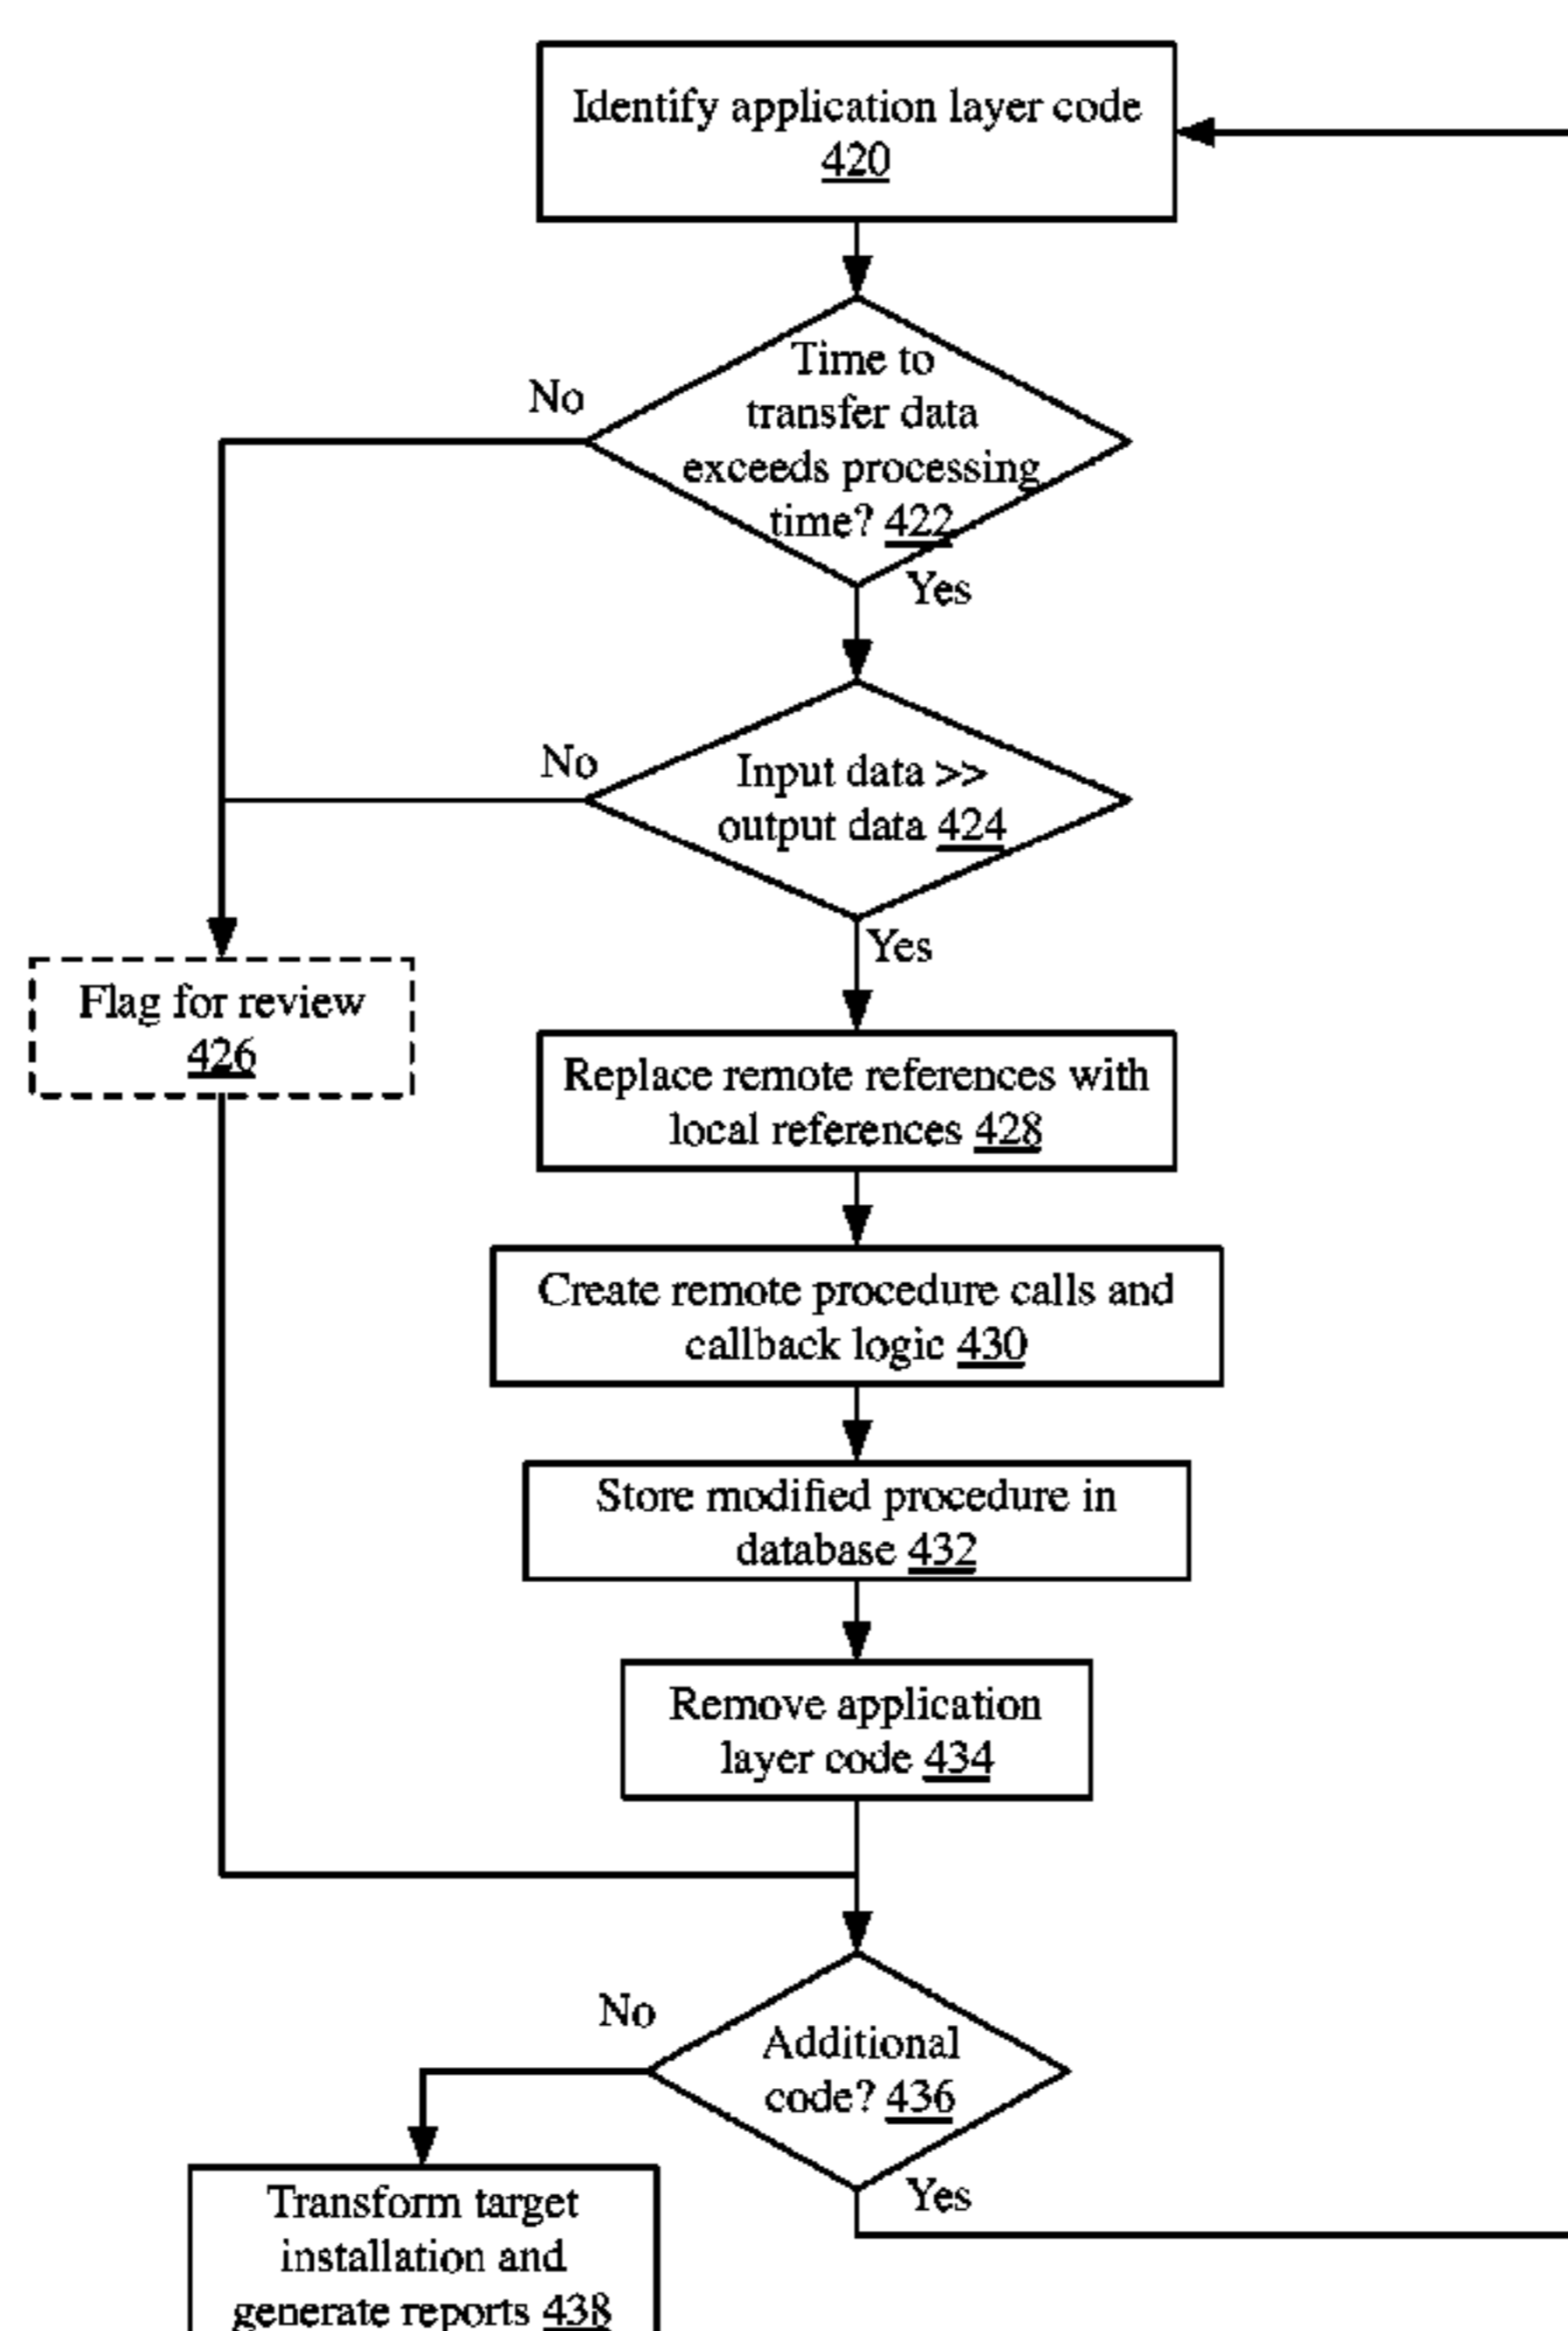 Identify application layer code
420
Time to
transfer data
exceeds processing
time? 422
No
Yes
Input data >>
output data 424
No
Yes
Flag for review
426
Replace remote references with
local references 428
Create remote procedure calls and
callback logic 430
Store modified procedure in
database 432
Remove application
layer code 434
Additional
code? 436
No
Yes
Transform target
installation and
generate reports 438